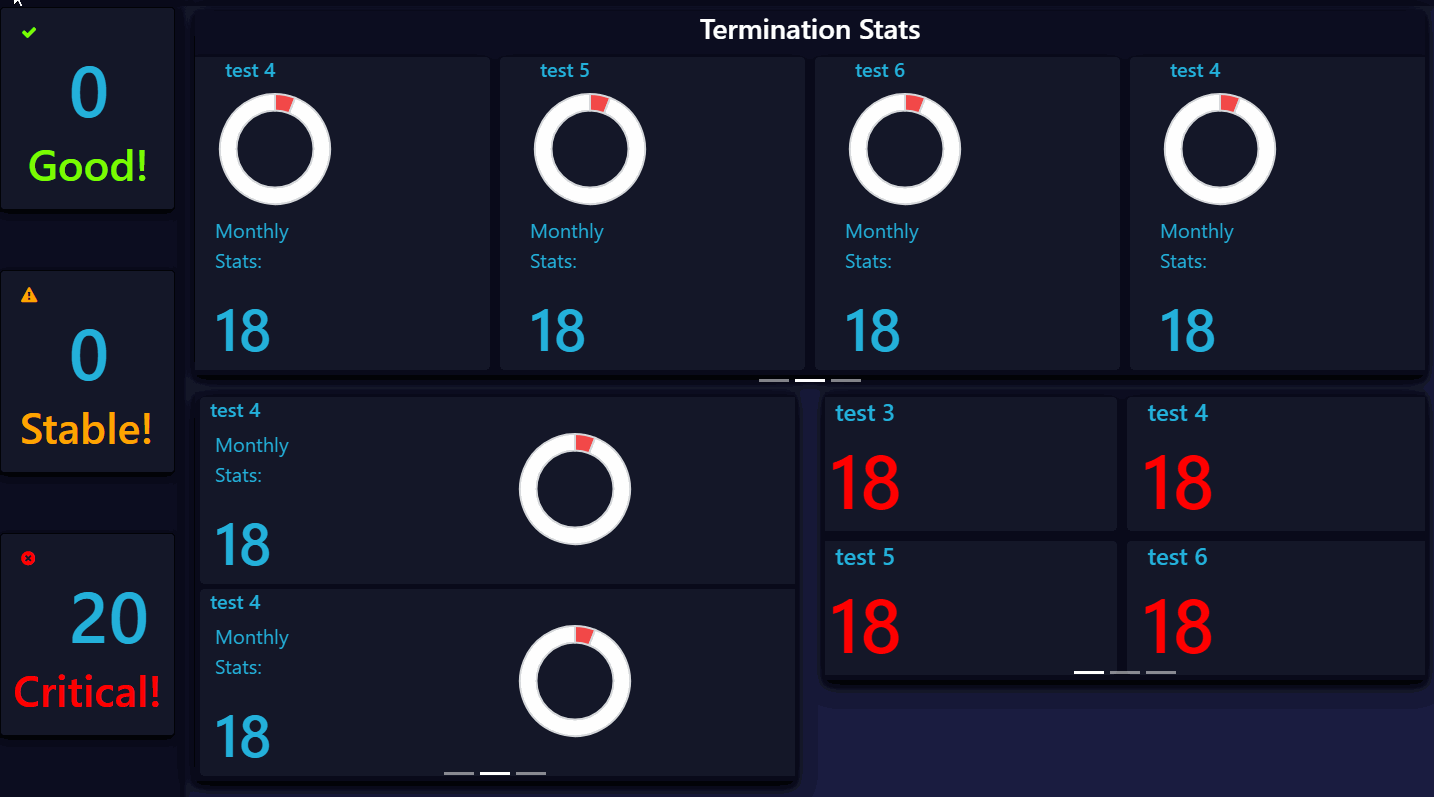 0
Good!
0
Stable!
20
Critical!
Termination Stats
test 4
Monthly
Stats:
18
test 5
Monthly
Stats:
18
test 6
Monthly
Stats:
18
test 4
Monthly
Stats:
18
test 4
Monthly
Stats:
18
test 4
Monthly
Stats:
18
test 3
18
test 4
18
test 5
18
test 6
18